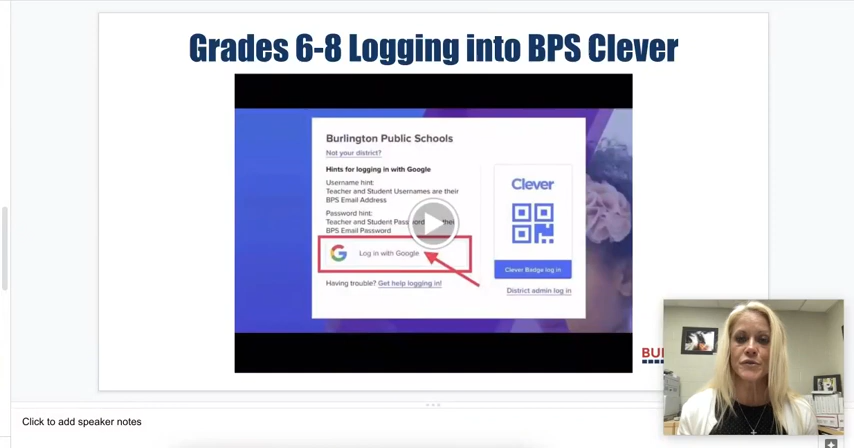 Grades 6-8 Logging into BPS Clever
Burlington Public Schools
Not your district?
Hints for logging in with Google
Username hint:
Teacher and Student Usernames are their
BPS Email Address
Password hint:
Teacher and Student
BPS Email Password
Log in with Google
Having trouble? Get help logging in!
Clever
Clever Badge log in
District admin log in
BU
Click to add speaker notes